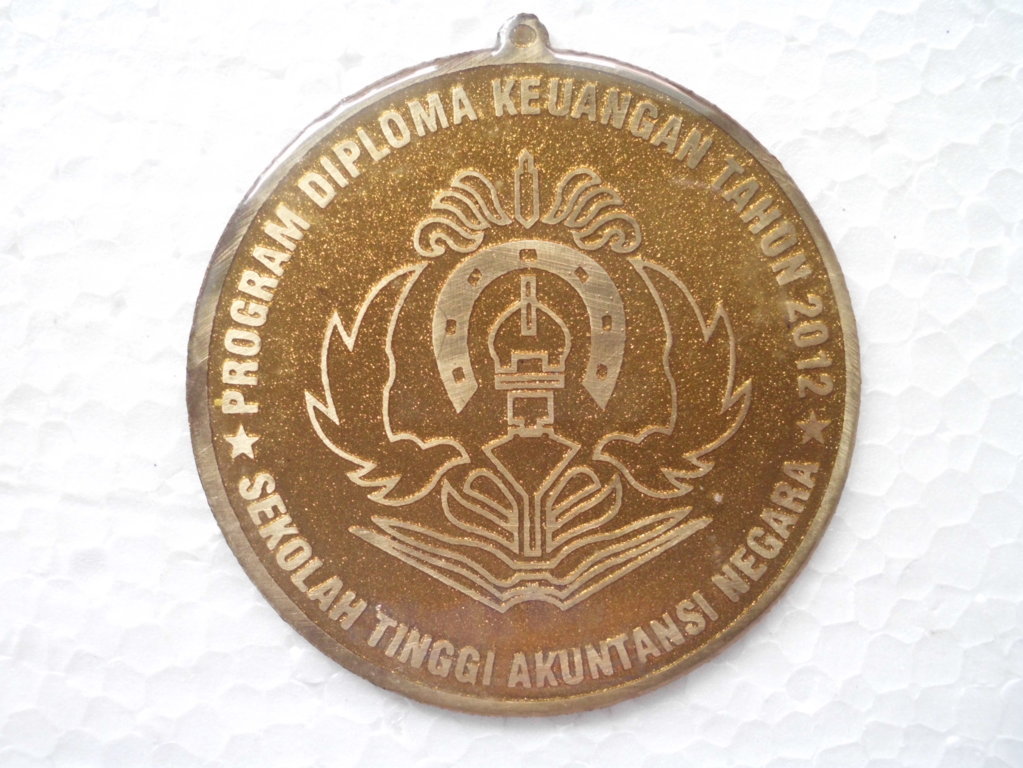 PROGRAM DIPLOMA KEUANGAN TAHUN 2012
SEKOLAH TINGGI AKUNTANSI NEGARA